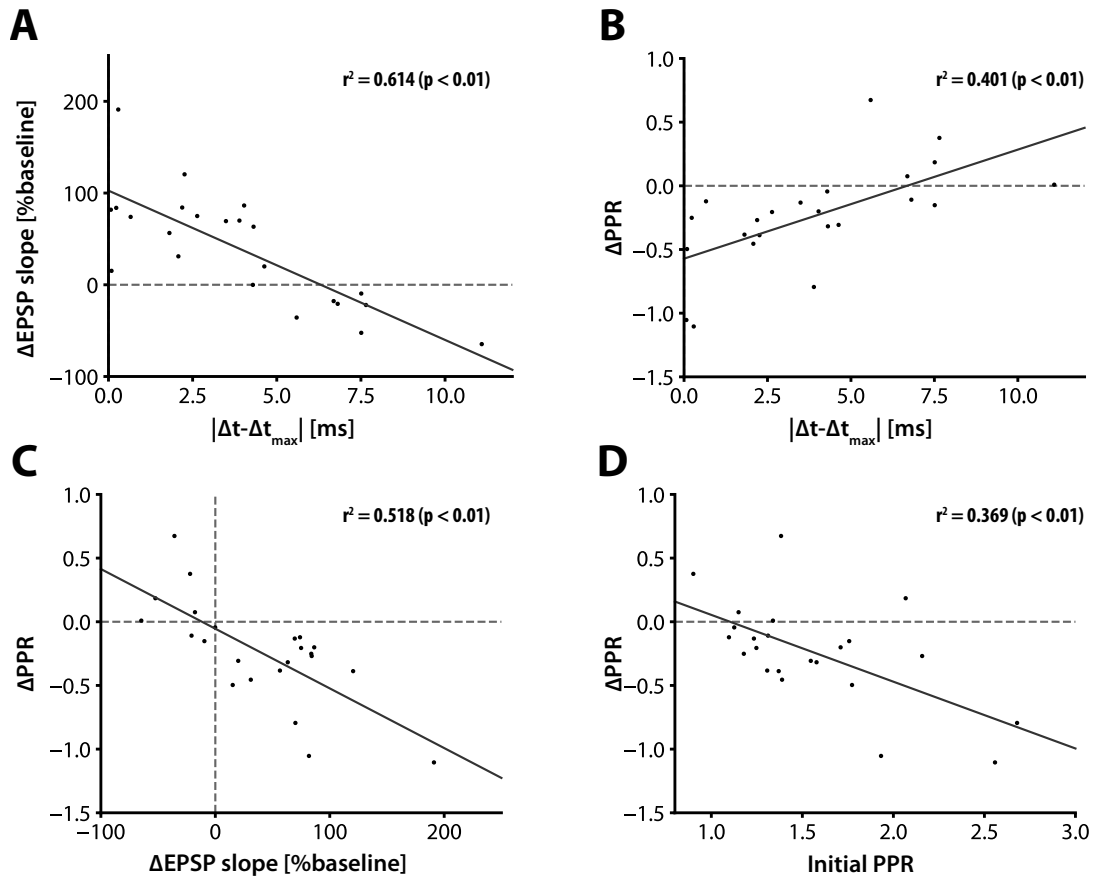 A
ΔEPSP slope [%baseline]
200
100
0
−100
r² = 0.614 (p < 0.01)
0.0 2.5 5.0 7.5 10.0
|Δt-Δtmax| [ms]
B
ΔPPR
1.0
0.5
0.0
−0.5
−1.0
−1.5
r² = 0.401 (p < 0.01)
0.0 2.5 5.0 7.5 10.0
|Δt-Δtmax| [ms]
C
ΔPPR
1.0
0.5
0.0
−0.5
−1.0
−1.5
r² = 0.518 (p < 0.01)
−100 0 100 200
ΔEPSP slope [%baseline]
D
ΔPPR
1.0
0.5
0.0
−0.5
−1.0
−1.5
r² = 0.369 (p < 0.01)
1.0 1.5 2.0 2.5 3.0
Initial PPR